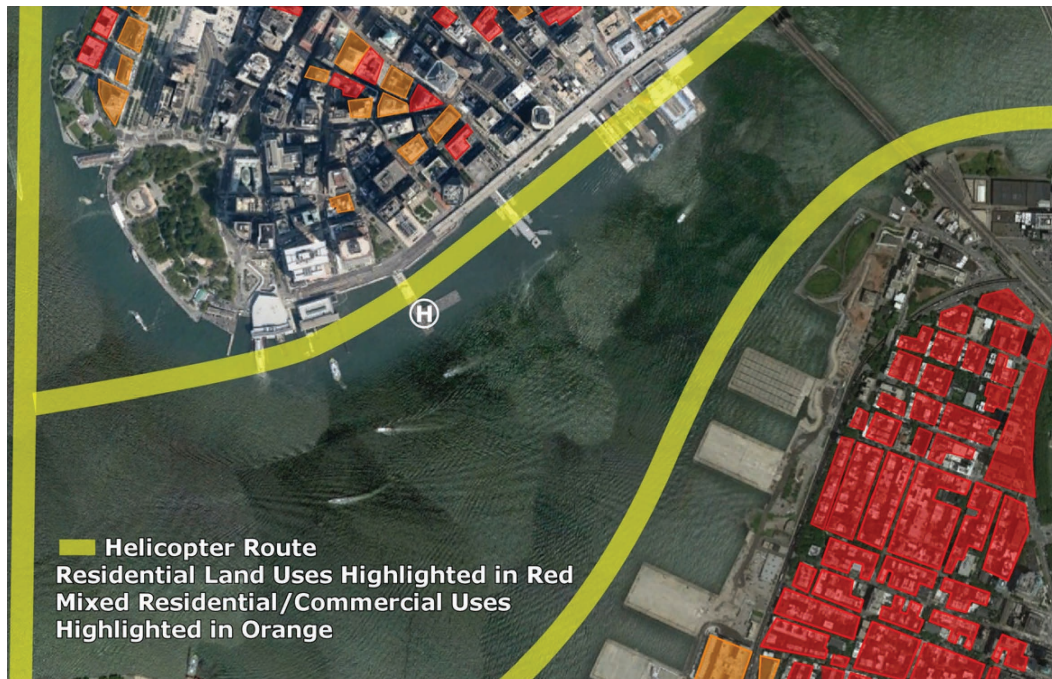 H
Helicopter Route
Residential Land Uses Highlighted in Red
Mixed Residential/Commercial Uses
Highlighted in Orange